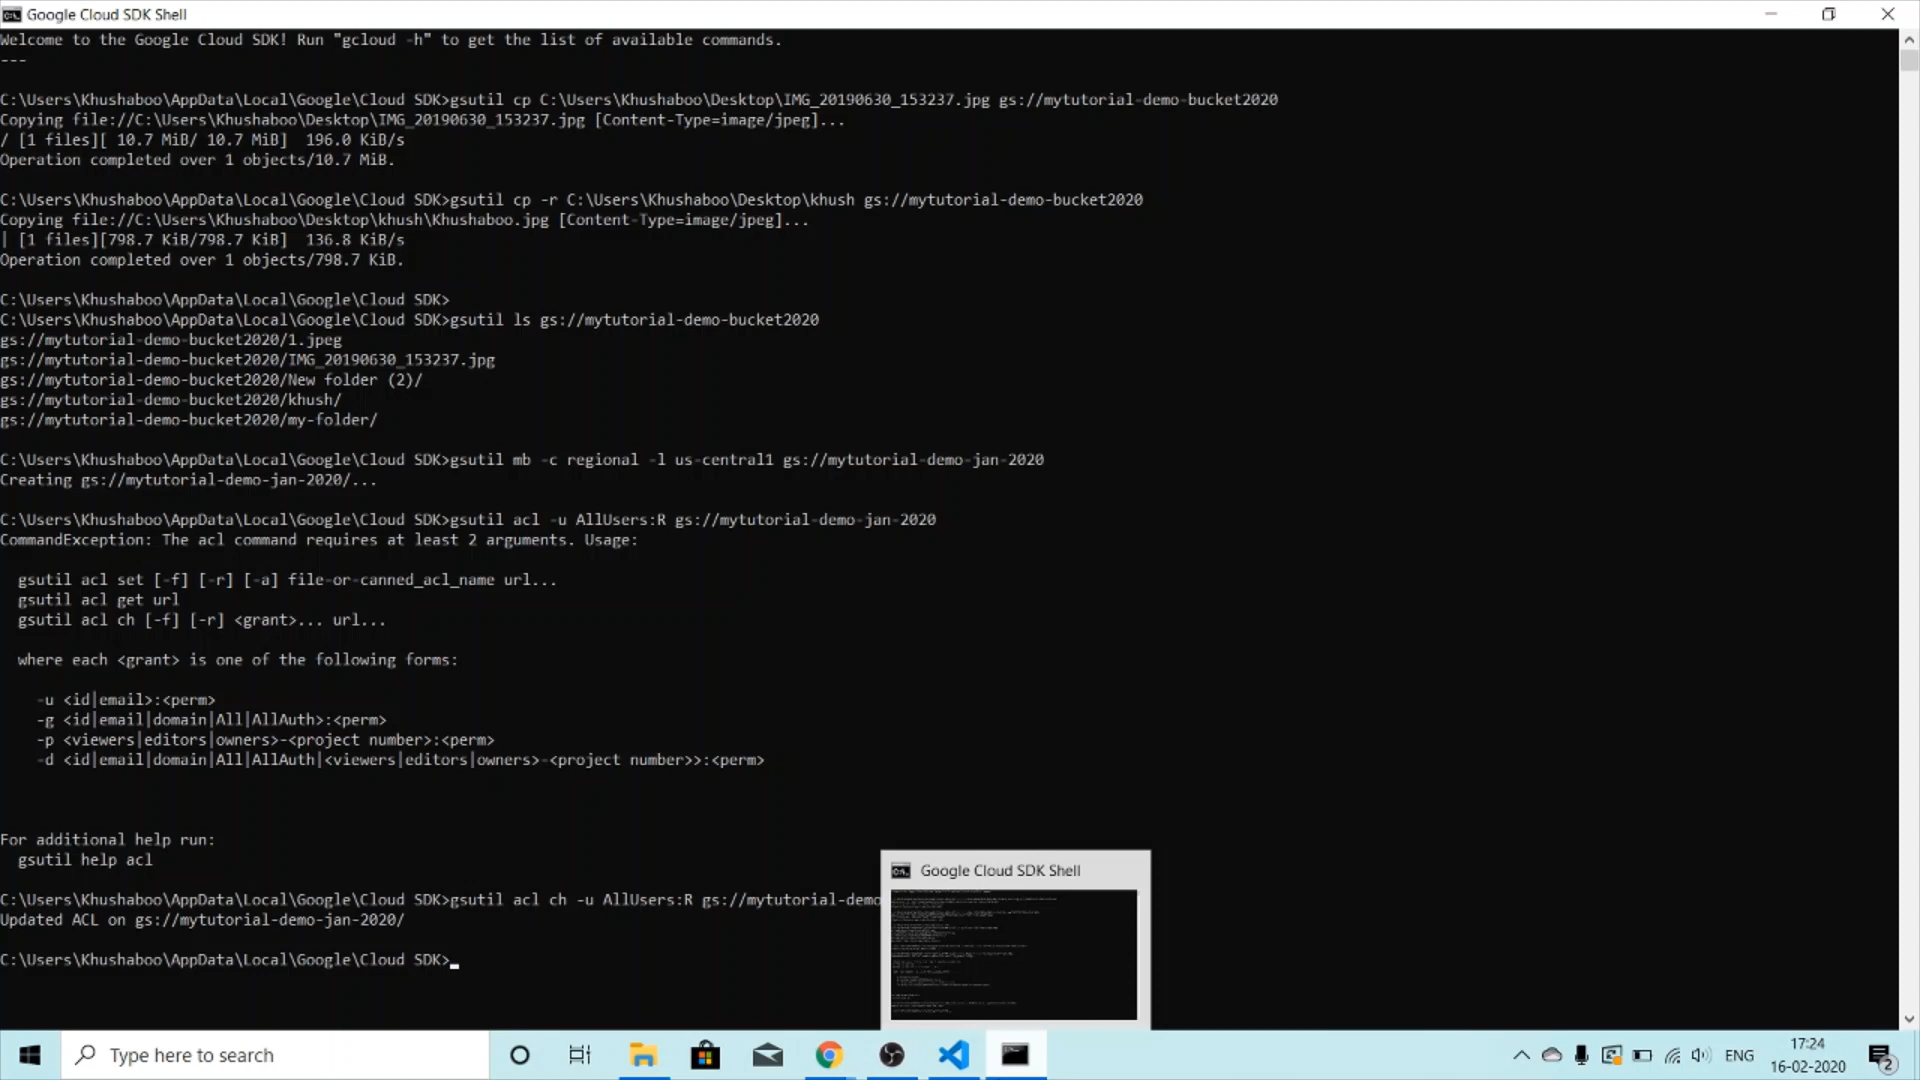 Google Cloud SDK Shell
Welcome to the Google Cloud SDK! Run "gcloud -h" to get the list of available commands.
---
C:\Users\Khushaboo\AppData\Local\Google\Cloud SDK>gsutil cp C:\Users\Khushaboo\Desktop\IMG_20190630_153237.jpg gs://mytutorial-demo-bucket2020
Copying file://C:\Users\Khushaboo\Desktop\IMG_20190630_153237.jpg [Content-Type=image/jpeg]...
/ [1 files][ 10.7 MiB/ 10.7 MiB]  196.0 KiB/s
Operation completed over 1 objects/10.7 MiB.
C:\Users\Khushaboo\AppData\Local\Google\Cloud SDK>gsutil cp -r C:\Users\Khushaboo\Desktop\khush gs://mytutorial-demo-bucket2020
Copying file://C:\Users\Khushaboo\Desktop\khush\Khushaboo.jpg [Content-Type=image/jpeg]...
| [1 files][798.7 KiB/798.7 KiB]  136.8 KiB/s
Operation completed over 1 objects/798.7 KiB.
C:\Users\Khushaboo\AppData\Local\Google\Cloud SDK>
C:\Users\Khushaboo\AppData\Local\Google\Cloud SDK>gsutil ls gs://mytutorial-demo-bucket2020
gs://mytutorial-demo-bucket2020/1.jpeg
gs://mytutorial-demo-bucket2020/IMG_20190630_153237.jpg
gs://mytutorial-demo-bucket2020/New folder (2)/
gs://mytutorial-demo-bucket2020/khush/
gs://mytutorial-demo-bucket2020/my-folder/
C:\Users\Khushaboo\AppData\Local\Google\Cloud SDK>gsutil mb -c regional -l us-central1 gs://mytutorial-demo-jan-2020
Creating gs://mytutorial-demo-jan-2020/...
C:\Users\Khushaboo\AppData\Local\Google\Cloud SDK>gsutil acl -u AllUsers:R gs://mytutorial-demo-jan-2020
CommandException: The acl command requires at least 2 arguments. Usage:
gsutil acl set [-f] [-r] [-a] file-or-canned_acl_name url...
gsutil acl get url
gsutil acl ch [-f] [-r] <grant>... url...
where each <grant> is one of the following forms:
-u <id|email>:<perm>
-g <id|email|domain|All|AllAuth>:<perm>
-p <viewers|editors|owners>-<project number>:<perm>
-d <id|email|domain|All|AllAuth|<viewers|editors|owners>-<project number>>:<perm>
For additional help run:
gsutil help acl
C:\Users\Khushaboo\AppData\Local\Google\Cloud SDK>gsutil acl ch -u AllUsers:R gs://mytutorial-demo
Updated ACL on gs://mytutorial-demo-jan-2020/
C:\Users\Khushaboo\AppData\Local\Google\Cloud SDK>
Google Cloud SDK Shell
Type here to search
ENG
17:24
16-02-2020
2